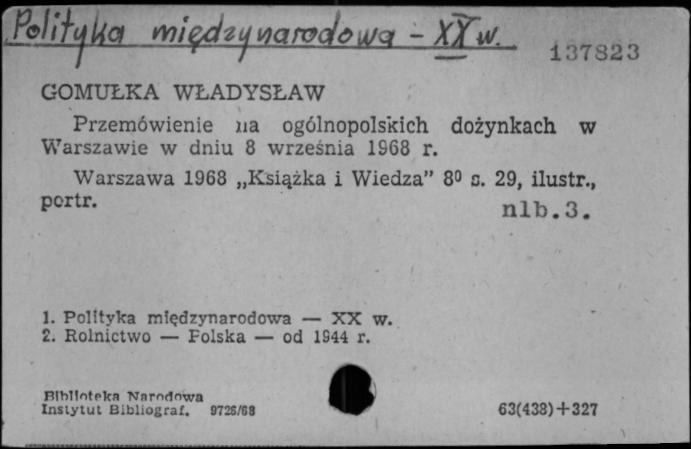 Polityka międzynarodowa - XX w.
137823
GOMUŁKA WŁADYSŁAW
Przemówienie na ogólnopolskich dożynkach w
Warszawie w dniu 8 września 1968 r.
Warszawa 1968 „Książka i Wiedza” 8⁰ s. 29, ilustr.,
portr.
nlb.3.
1. Polityka międzynarodowa — XX w.
2. Rolnictwo — Polska — od 1944 r.
Biblioteka Narodowa
Instytut Bibliograf. 9726/68
63(438)+327